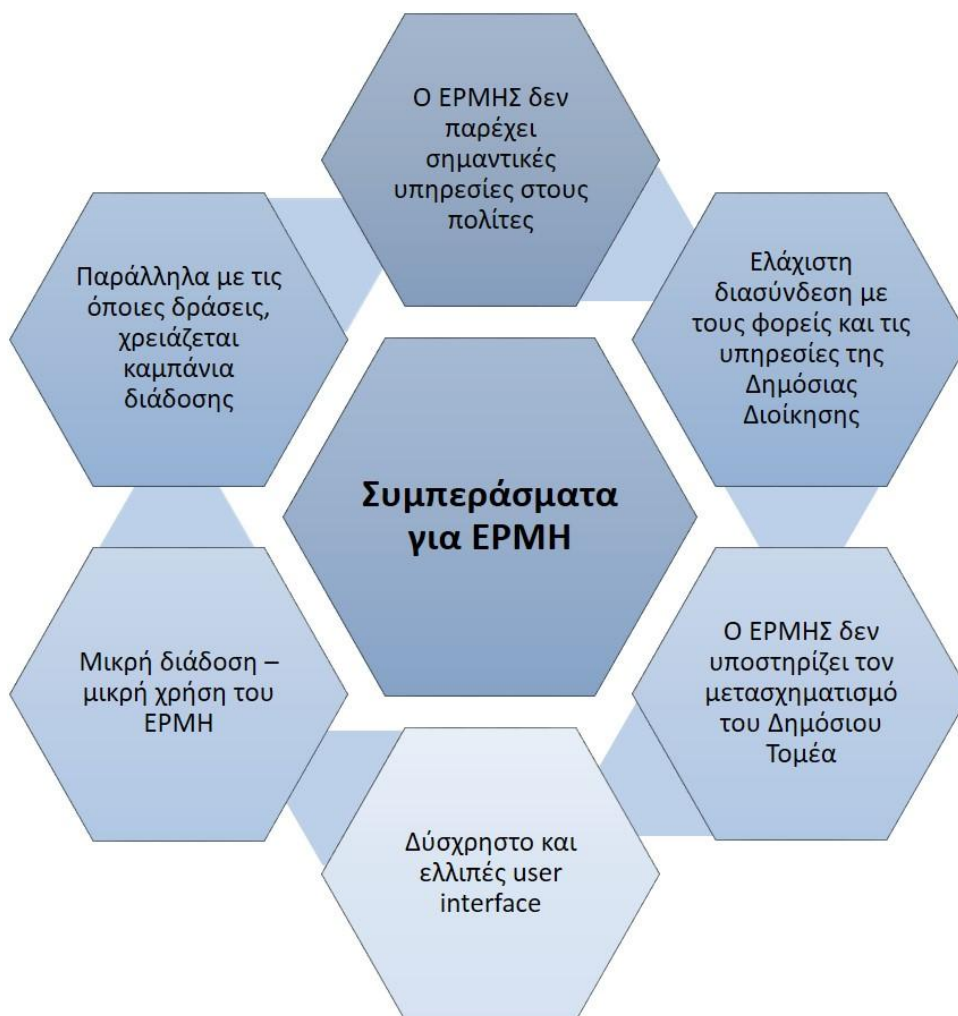 Ο ΕΡΜΗΣ δεν
παρέχει
σημαντικές
υπηρεσίες στους
πολίτες
Ελάχιστη
διασύνδεση με
τους φορείς και τις
υπηρεσίες της
Δημόσιας
Διοίκησης
Ο ΕΡΜΗΣ δεν
υποστηρίζει τον
μετασχηματισμό
του Δημόσιου
Τομέα
Δύσχρηστο και
ελλιπές user
interface
Μικρή διάδοση –
μικρή χρήση του
ΕΡΜΗ
Παράλληλα με τις
όποιες δράσεις,
χρειάζεται
καμπάνια
διάδοσης
Συμπεράσματα
για ΕΡΜΗ